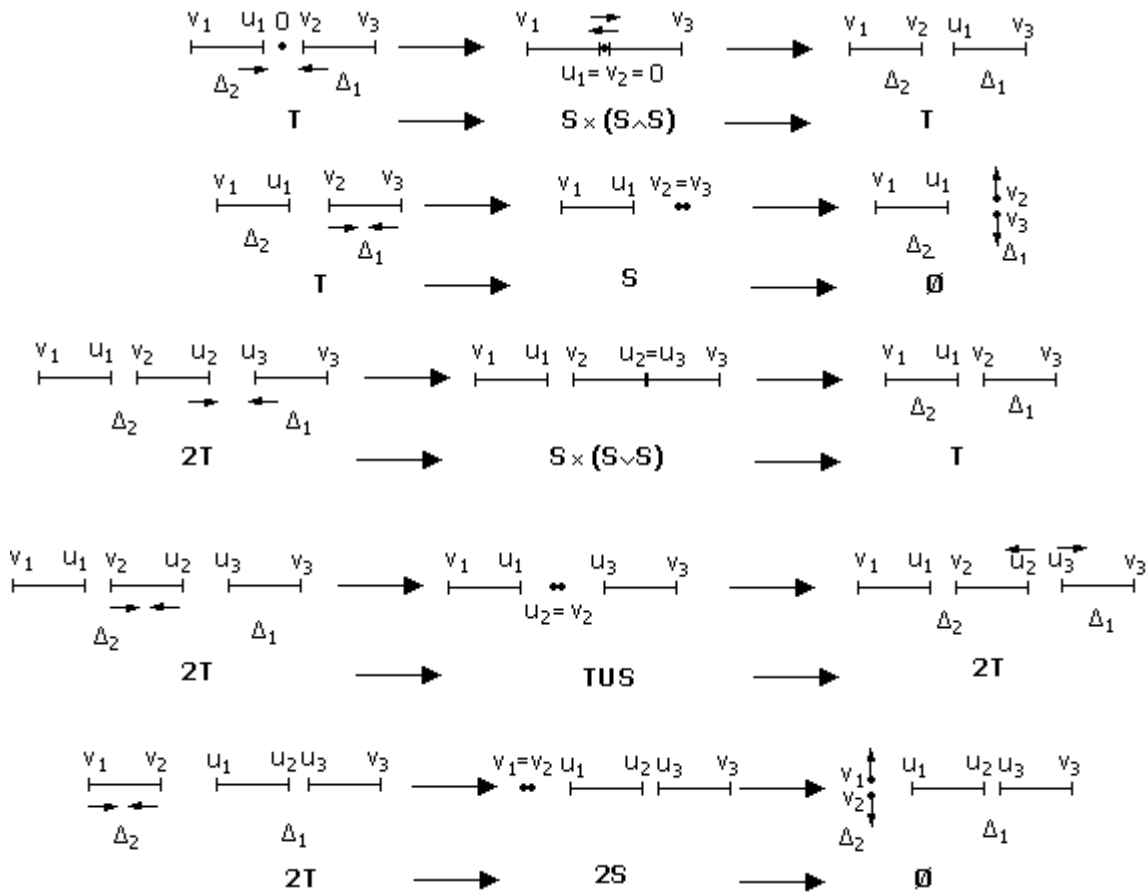 v₁ u₁ 0 v₂ v₃ v₁ v₃ v₁ v₂ u₁ v₃
u₁ = v₂ = 0
Δ₂ Δ₁ Δ₂ Δ₁
T S × (S∧S) T
v₁ u₁ v₂ v₃ v₁ u₁ v₂ = v₃ v₁ u₁ v₂
v₃
Δ₂ Δ₁ Δ₂ Δ₁
T S Ø
v₁ u₁ v₂ u₂ u₃ v₃ v₁ u₁ v₂ u₂=u₃ v₃ v₁ u₁ v₂ v₃
Δ₂ Δ₁ Δ₂ Δ₁
2T S × (S∨S) T
v₁ u₁ v₂ u₂ u₃ v₃ v₁ u₁ u₃ v₃ v₁ u₁ v₂ u₂ u₃ v₃
u₂ = v₂
Δ₂ Δ₁ Δ₂ Δ₁
2T TUS 2T
v₁ v₂ u₁ u₂ u₃ v₃ v₁=v₂ u₁ u₂ u₃ v₃ v₁ u₁ u₂ u₃ v₃
v₂
Δ₂ Δ₁ Δ₂ Δ₁
2T 2S Ø